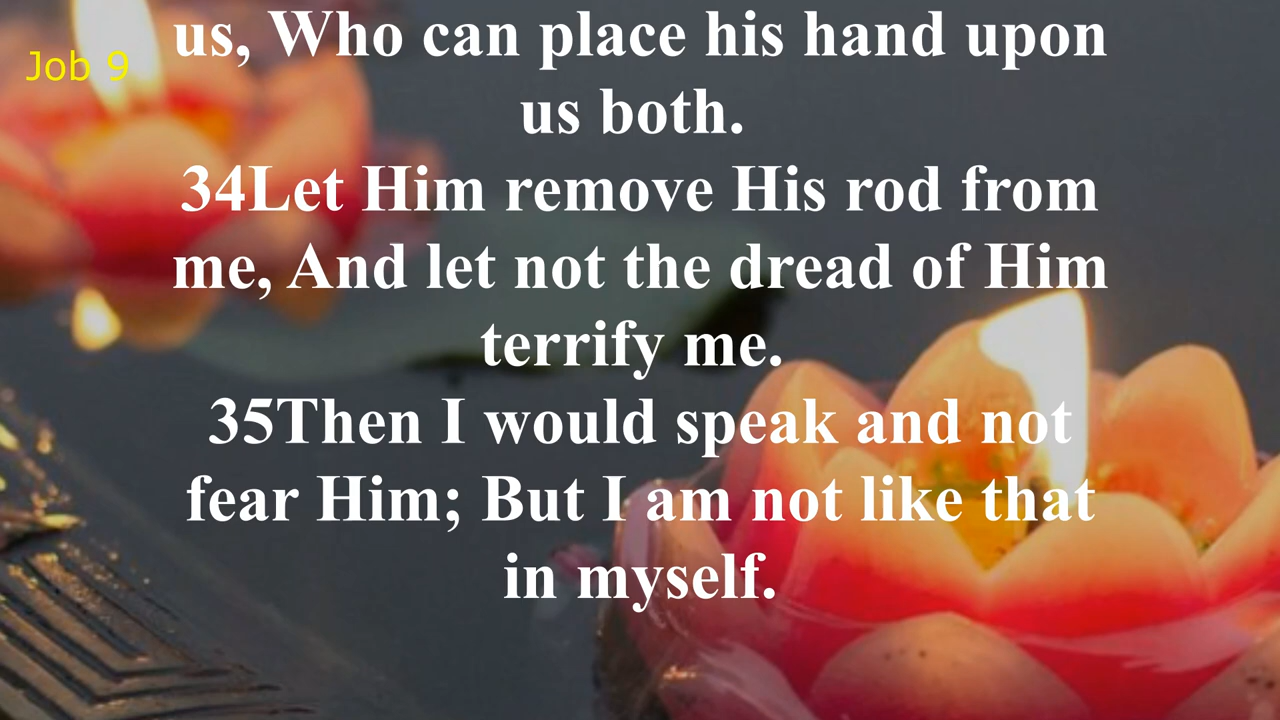 Job 9
us, Who can place his hand upon
us both.
34Let Him remove His rod from
me, And let not the dread of Him
terrify me.
35Then I would speak and not
fear Him; But I am not like that
in myself.